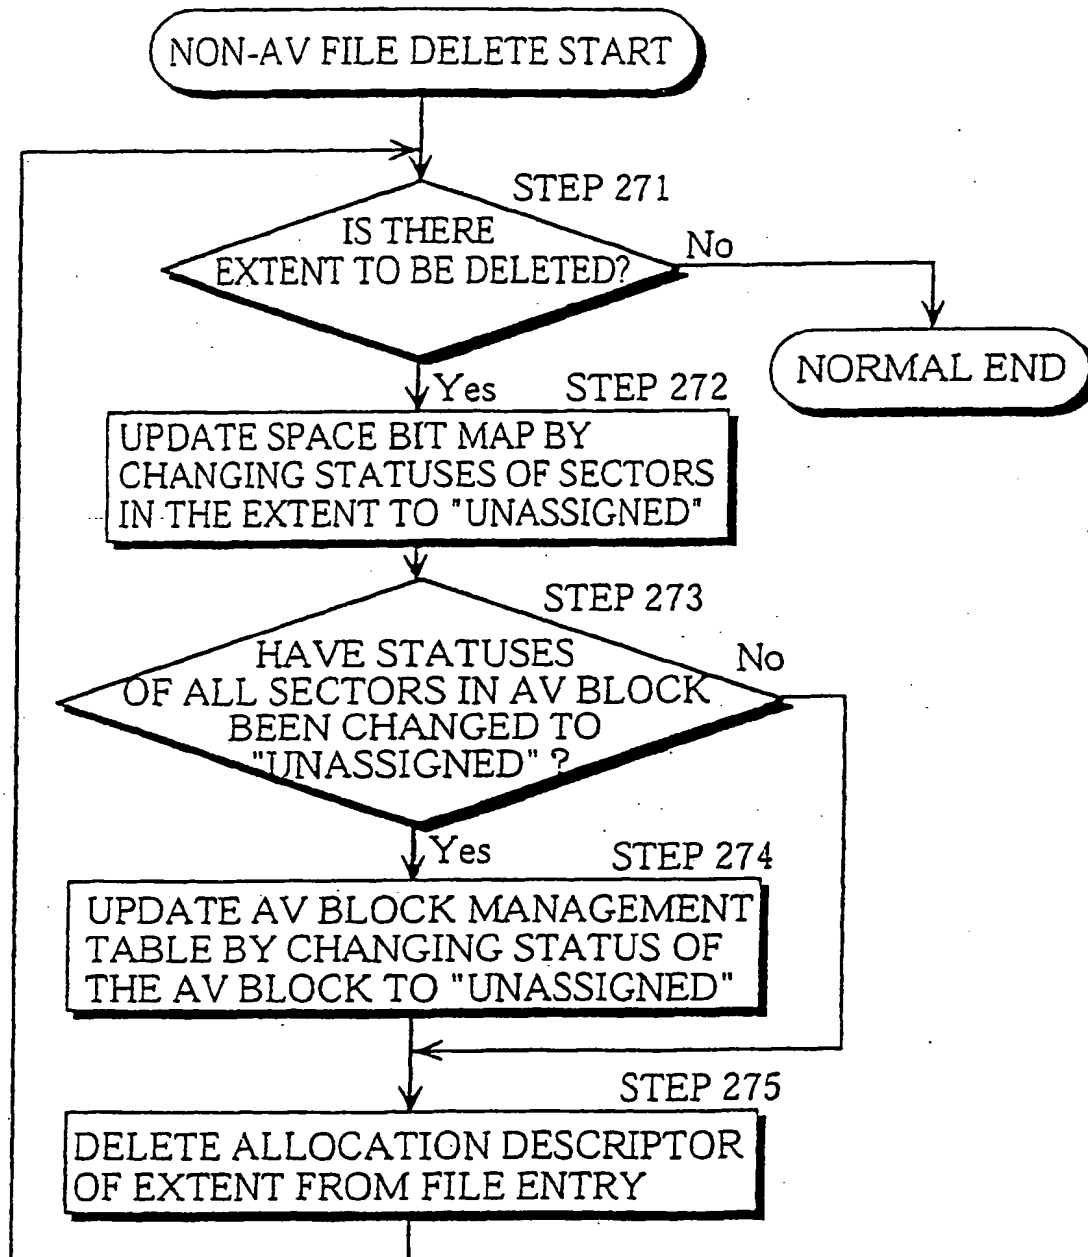 NON-AV FILE DELETE START
STEP 271
IS THERE
EXTENT TO BE DELETED?
No
NORMAL END
Yes
STEP 272
UPDATE SPACE BIT MAP BY
CHANGING STATUSES OF SECTORS
IN THE EXTENT TO "UNASSIGNED"
STEP 273
HAVE STATUSES
OF ALL SECTORS IN AV BLOCK
BEEN CHANGED TO
"UNASSIGNED" ?
No
Yes
STEP 274
UPDATE AV BLOCK MANAGEMENT
TABLE BY CHANGING STATUS OF
THE AV BLOCK TO "UNASSIGNED"
STEP 275
DELETE ALLOCATION DESCRIPTOR
OF EXTENT FROM FILE ENTRY